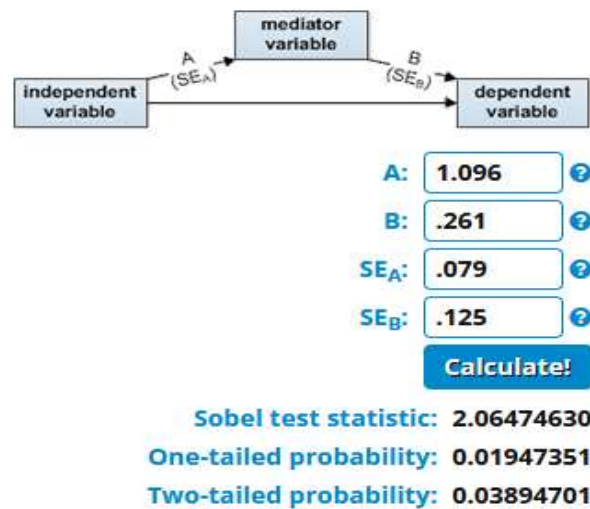 mediator
variable
A
(SEA)
B
(SEB)
independent
variable
dependent
variable
A: 1.096 ?
B: .261 ?
SEA: .079 ?
SEB: .125 ?
Calculate!
Sobel test statistic: 2.06474630
One-tailed probability: 0.01947351
Two-tailed probability: 0.03894701